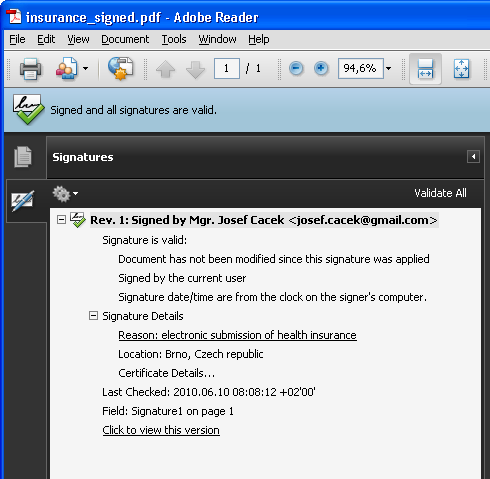 insurance_signed.pdf - Adobe Reader
File Edit View Document Tools Window Help
1 / 1 94,6%
Signed and all signatures are valid.
Signatures
Validate All
Rev. 1: Signed by Mgr. Josef Cacek <josef.cacek@gmail.com>
Signature is valid:
Document has not been modified since this signature was applied
Signed by the current user
Signature date/time are from the clock on the signer's computer.
Signature Details
Reason: electronic submission of health insurance
Location: Brno, Czech republic
Certificate Details...
Last Checked: 2010.06.10 08:08:12 +02'00'
Field: Signature1 on page 1
Click to view this version